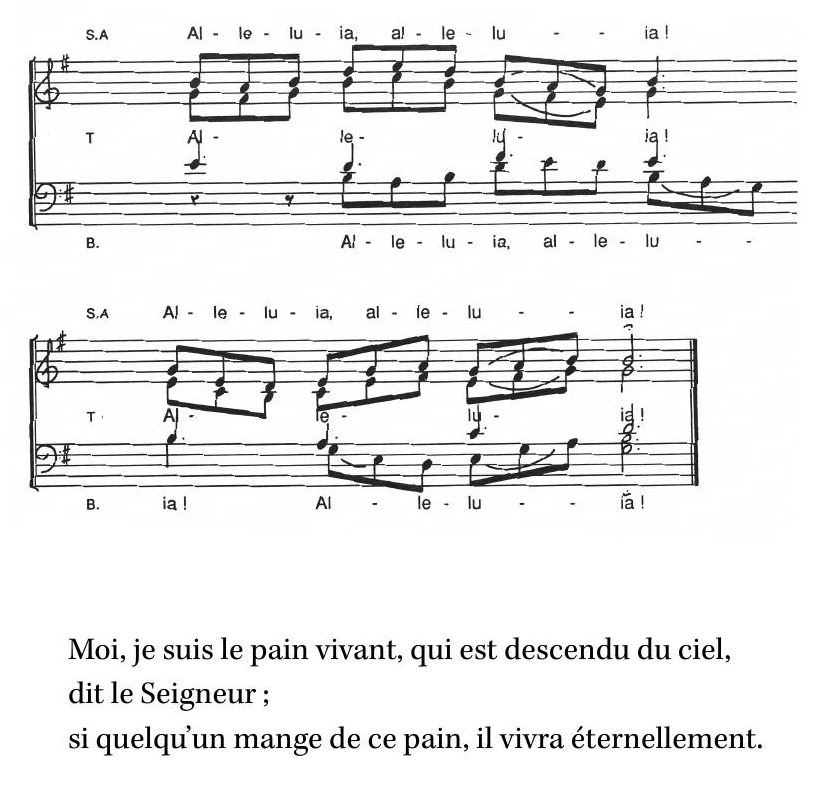 S.A Al - le - lu - ia, al - le - lu - - ia !
T Al - le - lu - ia !
B. Al - le - lu - ia, al - le - lu - -
S.A Al - le - lu - ia, al - le - lu - - ia !
T. Al - le - lu - ia !
B. ia ! Al - le - lu - - ia !
Moi, je suis le pain vivant, qui est descendu du ciel,
dit le Seigneur ;
si quelqu’un mange de ce pain, il vivra éternellement.